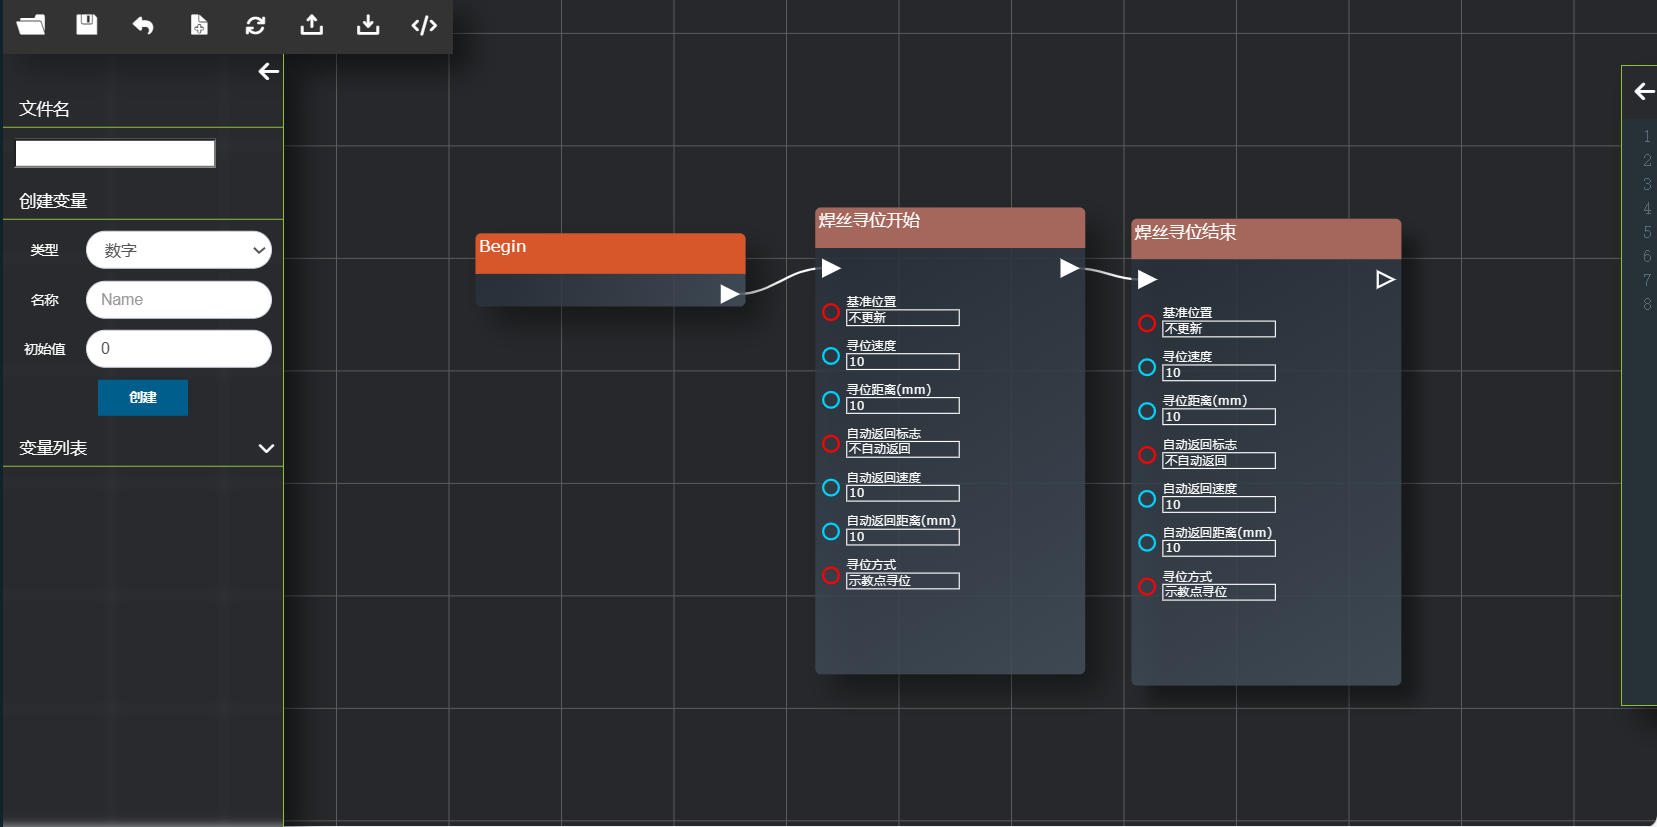 文件名
创建变量
类型
数字
名称
Name
初始值
0
创建
变量列表
Begin
焊丝寻位开始
基准位置
不更新
寻位速度
10
寻位距离(mm)
10
自动返回标志
不自动返回
自动返回速度
10
自动返回距离(mm)
10
寻位方式
示教点寻位
焊丝寻位结束
基准位置
不更新
寻位速度
10
寻位距离(mm)
10
自动返回标志
不自动返回
自动返回速度
10
自动返回距离(mm)
10
寻位方式
示教点寻位
1
2
3
4
5
6
7
8